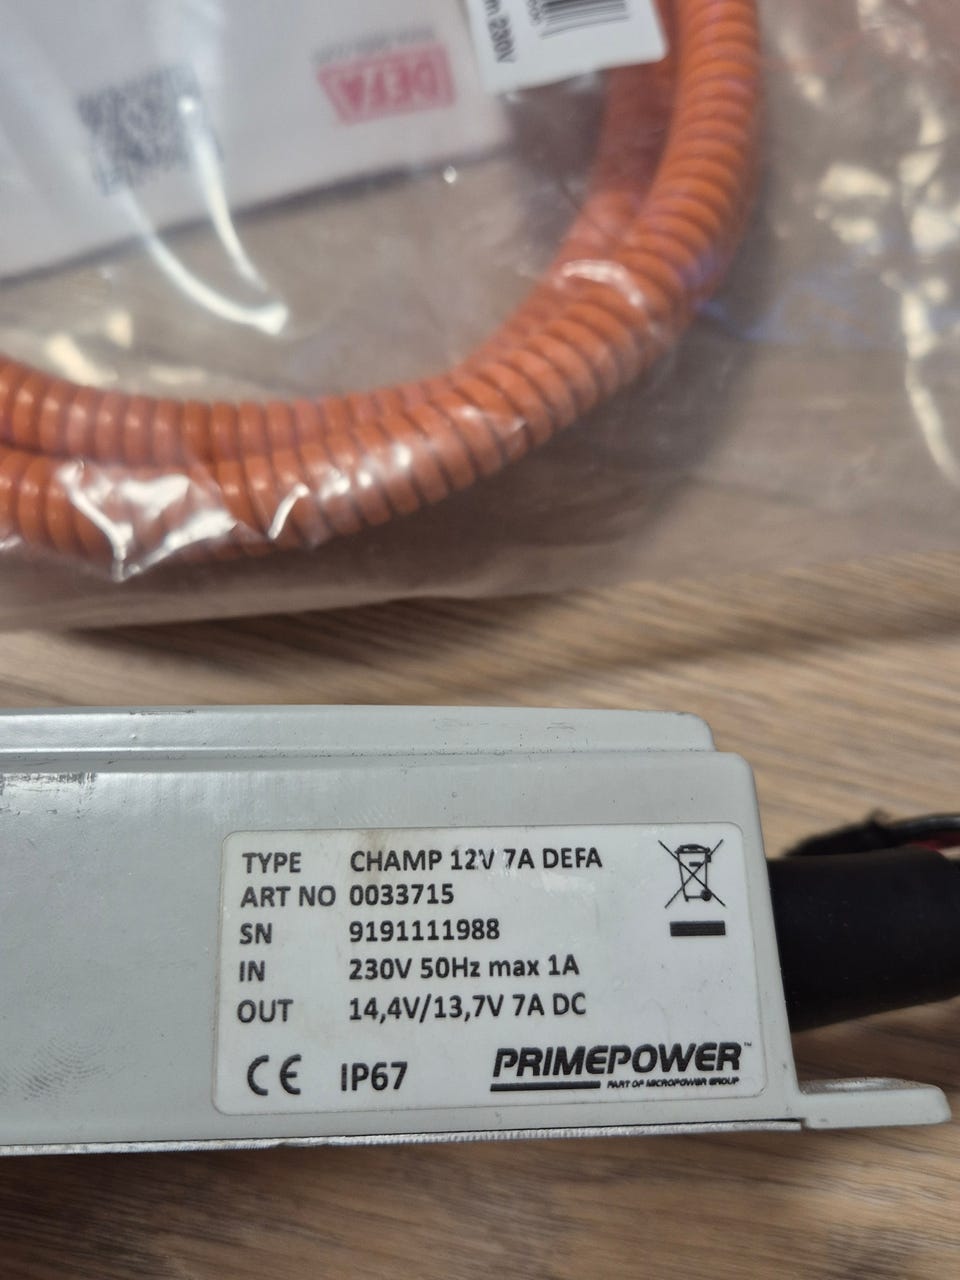 m.230V
DEFA
TYPE CHAMP 12V 7A DEFA
ART NO 0033715
SN 9191111988
IN 230V 50Hz max 1A
OUT 14,4V/13,7V 7A DC
CE IP67
PRIMEPOWER™
PART OF MICROPOWER GROUP